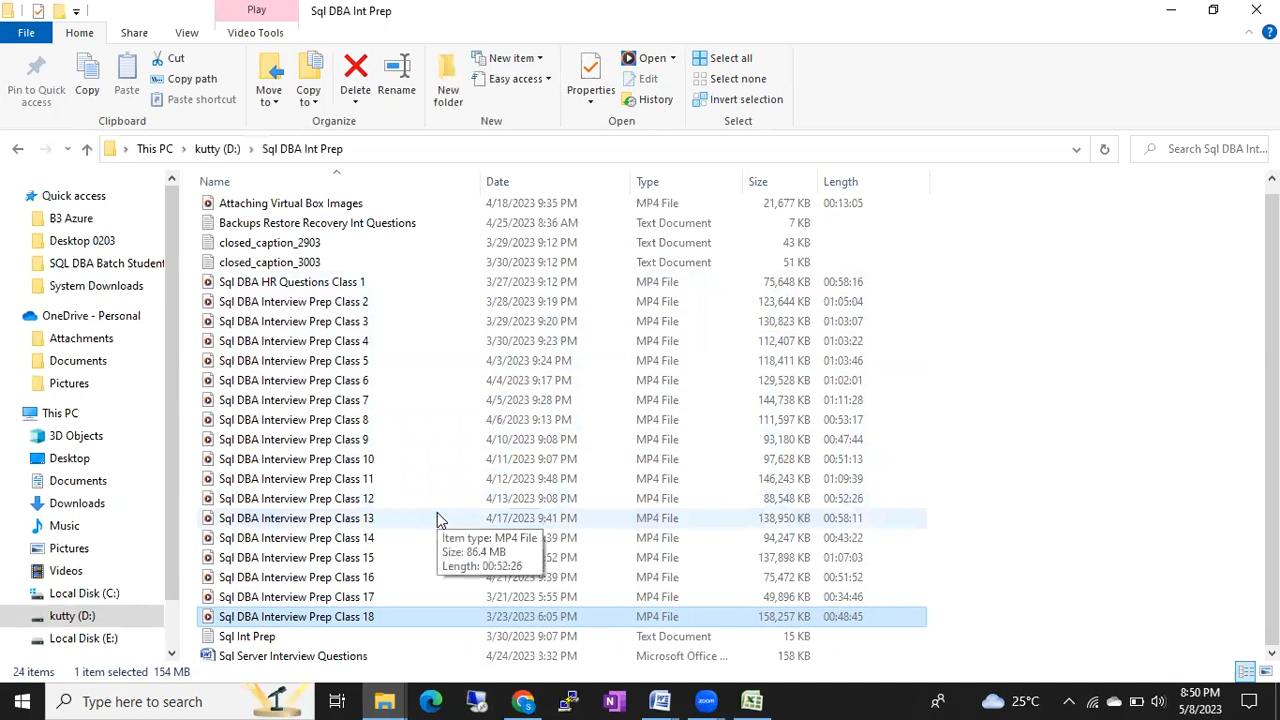 Play
Sql DBA Int Prep
File
Home
Share
View
Video Tools
Pin to Quick access
Copy
Paste
Cut
Copy path
Paste shortcut
Clipboard
Move to
Copy to
Delete
Rename
Organize
New folder
New item
Easy access
New
Properties
Open
Edit
History
Open
Select all
Select none
Invert selection
Select
This PC > kutty (D:) > Sql DBA Int Prep
Search Sql DBA Int...
Quick access
B3 Azure
Desktop 0203
SQL DBA Batch Student
System Downloads
OneDrive - Personal
Attachments
Documents
Pictures
This PC
3D Objects
Desktop
Documents
Downloads
Music
Pictures
Videos
Local Disk (C:)
kutty (D:)
Local Disk (E:)
Name Date Type Size Length
Attaching Virtual Box Images 4/18/2023 9:35 PM MP4 File 21,677 KB 00:13:05
Backups Restore Recovery Int Questions 4/25/2023 8:36 AM Text Document 7 KB
closed_caption_2903 3/29/2023 9:12 PM Text Document 43 KB
closed_caption_3003 3/30/2023 9:12 PM Text Document 51 KB
Sql DBA HR Questions Class 1 3/27/2023 9:12 PM MP4 File 75,648 KB 00:58:16
Sql DBA Interview Prep Class 2 3/28/2023 9:19 PM MP4 File 123,644 KB 01:05:04
Sql DBA Interview Prep Class 3 3/29/2023 9:20 PM MP4 File 130,823 KB 01:03:07
Sql DBA Interview Prep Class 4 3/30/2023 9:23 PM MP4 File 112,407 KB 01:03:22
Sql DBA Interview Prep Class 5 4/3/2023 9:24 PM MP4 File 118,411 KB 01:03:46
Sql DBA Interview Prep Class 6 4/4/2023 9:17 PM MP4 File 129,528 KB 01:02:01
Sql DBA Interview Prep Class 7 4/5/2023 9:28 PM MP4 File 144,738 KB 01:11:28
Sql DBA Interview Prep Class 8 4/6/2023 9:13 PM MP4 File 111,597 KB 00:53:17
Sql DBA Interview Prep Class 9 4/10/2023 9:08 PM MP4 File 93,180 KB 00:47:44
Sql DBA Interview Prep Class 10 4/11/2023 9:07 PM MP4 File 97,628 KB 00:51:13
Sql DBA Interview Prep Class 11 4/12/2023 9:48 PM MP4 File 146,243 KB 01:09:39
Sql DBA Interview Prep Class 12 4/13/2023 9:08 PM MP4 File 88,548 KB 00:52:26
Sql DBA Interview Prep Class 13 4/17/2023 9:41 PM MP4 File 138,950 KB 00:58:11
Sql DBA Interview Prep Class 14 :39 PM MP4 File 94,247 KB 00:43:22
Sql DBA Interview Prep Class 15 :52 PM MP4 File 137,898 KB 01:07:03
Sql DBA Interview Prep Class 16 4/21/2023 9:39 PM MP4 File 75,472 KB 00:51:52
Sql DBA Interview Prep Class 17 3/21/2023 5:55 PM MP4 File 49,896 KB 00:34:46
Sql DBA Interview Prep Class 18 3/23/2023 6:05 PM MP4 File 158,257 KB 00:48:45
Sql Int Prep 3/30/2023 9:07 PM Text Document 15 KB
Sql Server Interview Questions 4/24/2023 3:32 PM Microsoft Office ... 158 KB
Item type: MP4 File
Size: 86.4 MB
Length: 00:52:26
24 items 1 item selected 154 MB
Type here to search
25°C
8:50 PM
5/8/2023